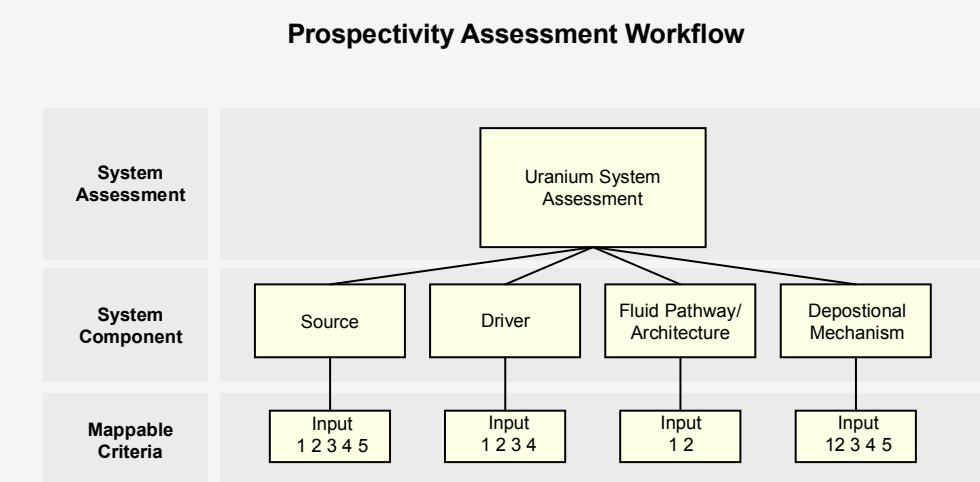 Prospectivity Assessment Workflow
System
Assessment
Uranium System
Assessment
System
Component
Source
Driver
Fluid Pathway/
Architecture
Depostional
Mechanism
Mappable
Criteria
Input
1 2 3 4 5
Input
1 2 3 4
Input
1 2
Input
12 3 4 5